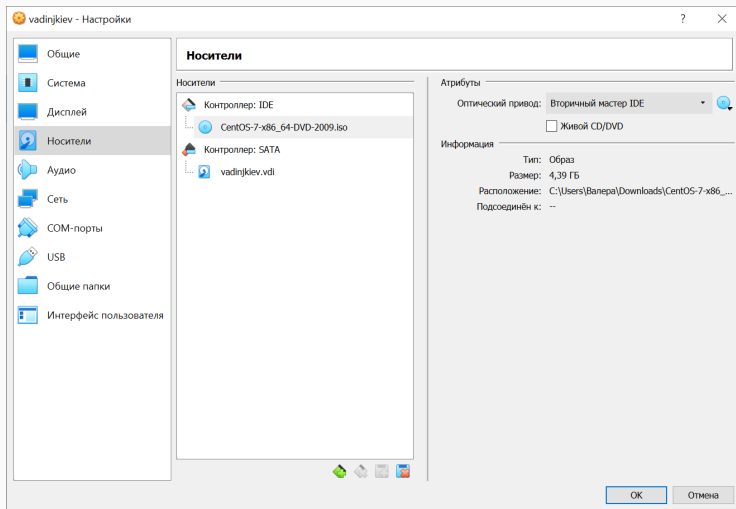 vadinjkiev - Настройки
?
Общие
Система
Дисплей
Носители
Аудио
Сеть
COM-порты
USB
Общие папки
Интерфейс пользователя
Носители
Носители
Контроллер: IDE
CentOS-7-x86_64-DVD-2009.iso
Контроллер: SATA
vadinjkiev.vdi
Атрибуты
Оптический привод: Вторичный мастер IDE
Живой CD/DVD
Информация
Тип: Образ
Размер: 4,39 ГБ
Расположение: C:\Users\Валера\Downloads\CentOS-7-x86_...
Подсоединён к: --
OK Отмена